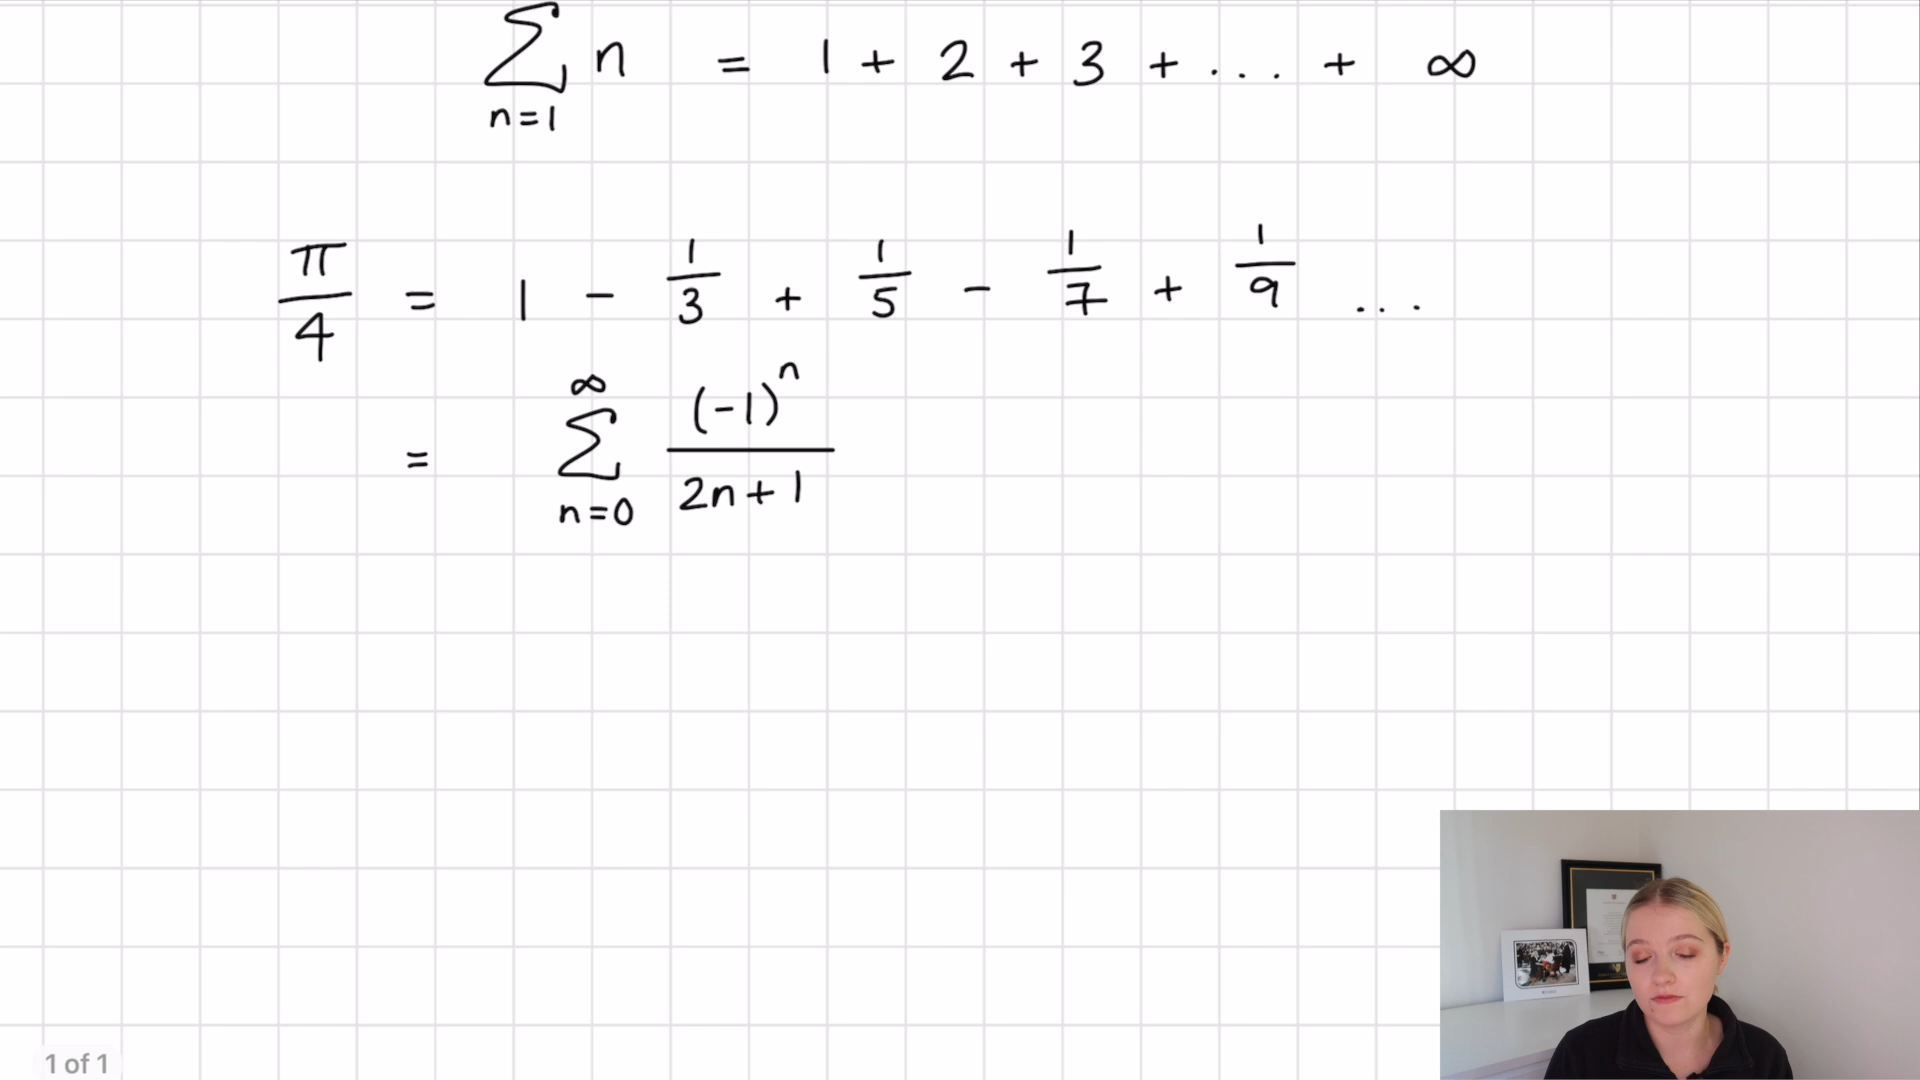 ∑ n = 1 + 2 + 3 + ... + ∞
n=1
π/4 = 1 - 1/3 + 1/5 - 1/7 + 1/9 ...
∞
= ∑ (-1)^n / 2n+1
n=0
1 of 1